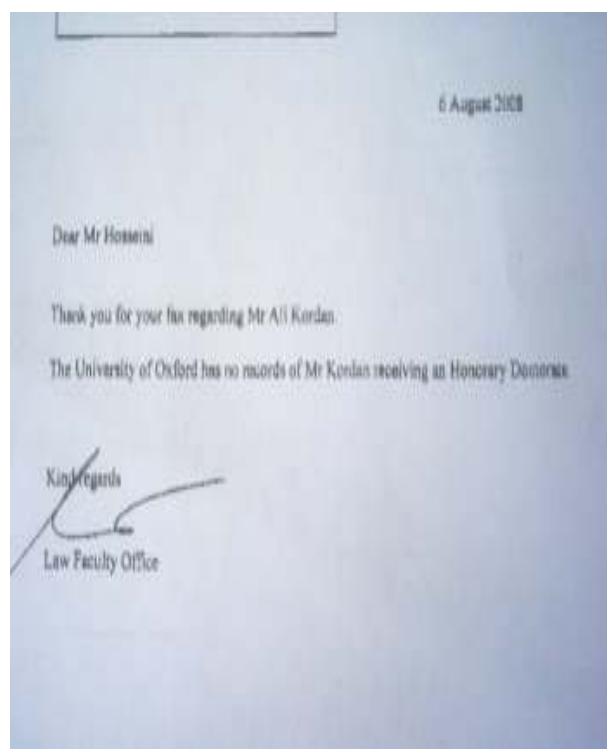 6 August 2008
Dear Mr Hosseini
Thank you for your fax regarding Mr Ali Kordan.
The University of Oxford has no records of Mr Kordan receiving an Honorary Doctorate.
Kind regards
Law Faculty Office